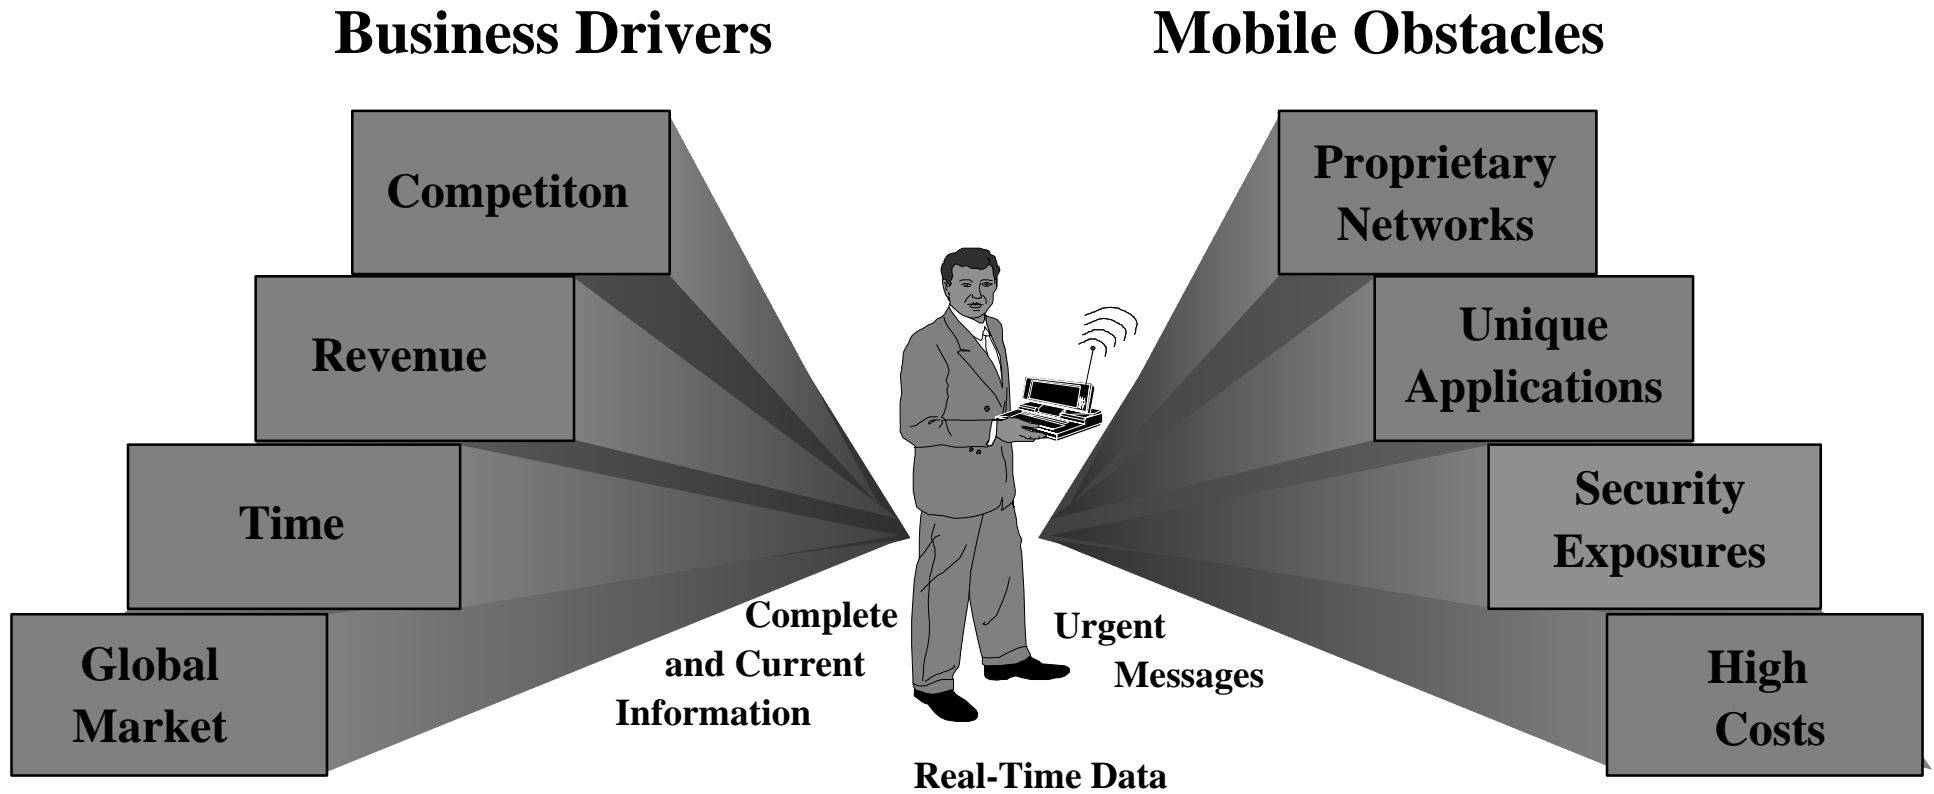 Business Drivers
Mobile Obstacles
Competiton
Revenue
Time
Global
Market
Proprietary
Networks
Unique
Applications
Security
Exposures
High
Costs
Complete
and Current
Information
Urgent
Messages
Real-Time Data